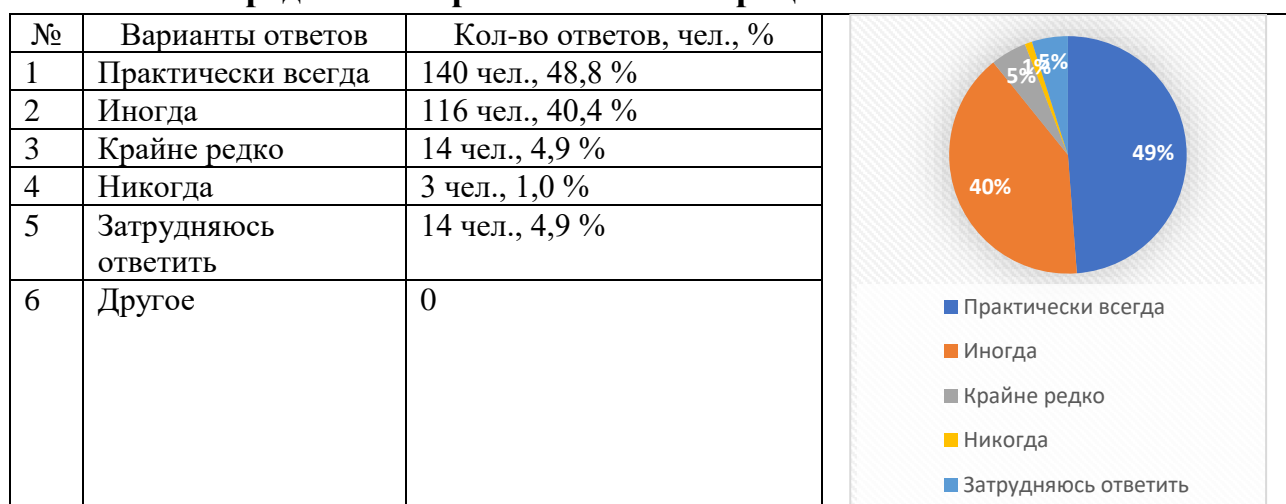 № Варианты ответов Кол-во ответов, чел., %
1 Практически всегда 140 чел., 48,8 %
2 Иногда 116 чел., 40,4 %
3 Крайне редко 14 чел., 4,9 %
4 Никогда 3 чел., 1,0 %
5 Затрудняюсь 14 чел., 4,9 %
ответить
6 Другое 0
5% 1% 5%
49%
40%
Практически всегда
Иногда
Крайне редко
Никогда
Затрудняюсь ответить